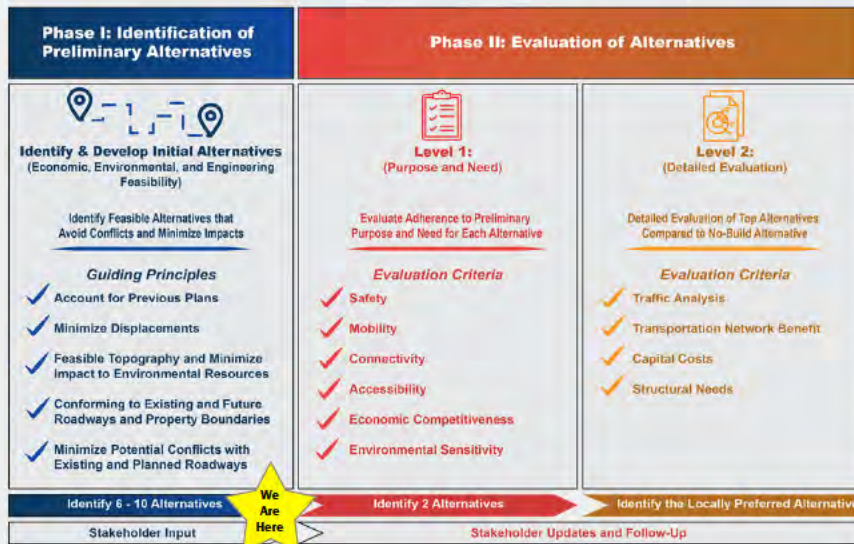 Phase I: Identification of
Preliminary Alternatives
Phase II: Evaluation of Alternatives
Identify & Develop Initial Alternatives
(Economic, Environmental, and Engineering
Feasibility)
Identify Feasible Alternatives that
Avoid Conflicts and Minimize Impacts
Guiding Principles
Account for Previous Plans
Minimize Displacements
Feasible Topography and Minimize
Impact to Environmental Resources
Conforming to Existing and Future
Roadways and Property Boundaries
Minimize Potential Conflicts with
Existing and Planned Roadways
Level 1:
(Purpose and Need)
Evaluate Adherence to Preliminary
Purpose and Need for Each Alternative
Evaluation Criteria
Safety
Mobility
Connectivity
Accessibility
Economic Competitiveness
Environmental Sensitivity
Level 2:
(Detailed Evaluation)
Detailed Evaluation of Top Alternatives
Compared to No-Build Alternative
Evaluation Criteria
Traffic Analysis
Transportation Network Benefit
Capital Costs
Structural Needs
Identify 6 - 10 Alternatives
We
Are
Here
Identify 2 Alternatives
Identify the Locally Preferred Alternative
Stakeholder Input
Stakeholder Updates and Follow-Up